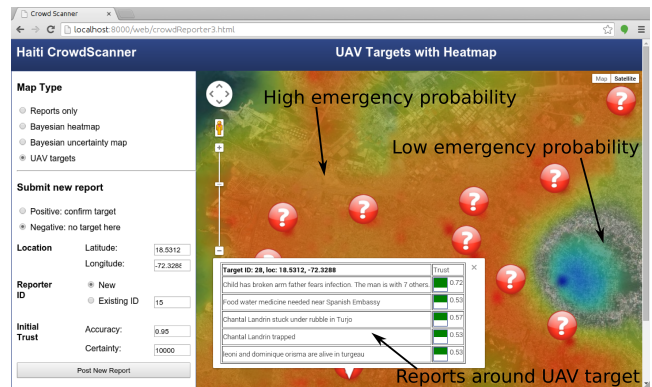 Crowd Scanner
localhost:8000/web/crowdReporter3.html
Haiti CrowdScanner
UAV Targets with Heatmap
Map Type
Reports only
Bayesian heatmap
Bayesian uncertainty map
UAV targets
Submit new report
Positive: confirm target
Negative: no target here
Location
Latitude:
18.5312
Longitude:
-72.3288
Reporter
ID
New
Existing ID
15
Initial
Trust
Accuracy:
0.95
Certainty:
10000
Post New Report
Map Satellite
High emergency probability
Low emergency probability
Target ID: 28, loc: 18.5312, -72.3288 Trust
Child has broken arm father fears infection. The man is with 7 others. 0.72
Food water medicine needed near Spanish Embassy 0.53
Chantal Landrin stuck under rubble in Turjo 0.57
Chantal Landrin trapped 0.53
leoni and dominique orisma are alive in turgeau 0.53
Reports around UAV target